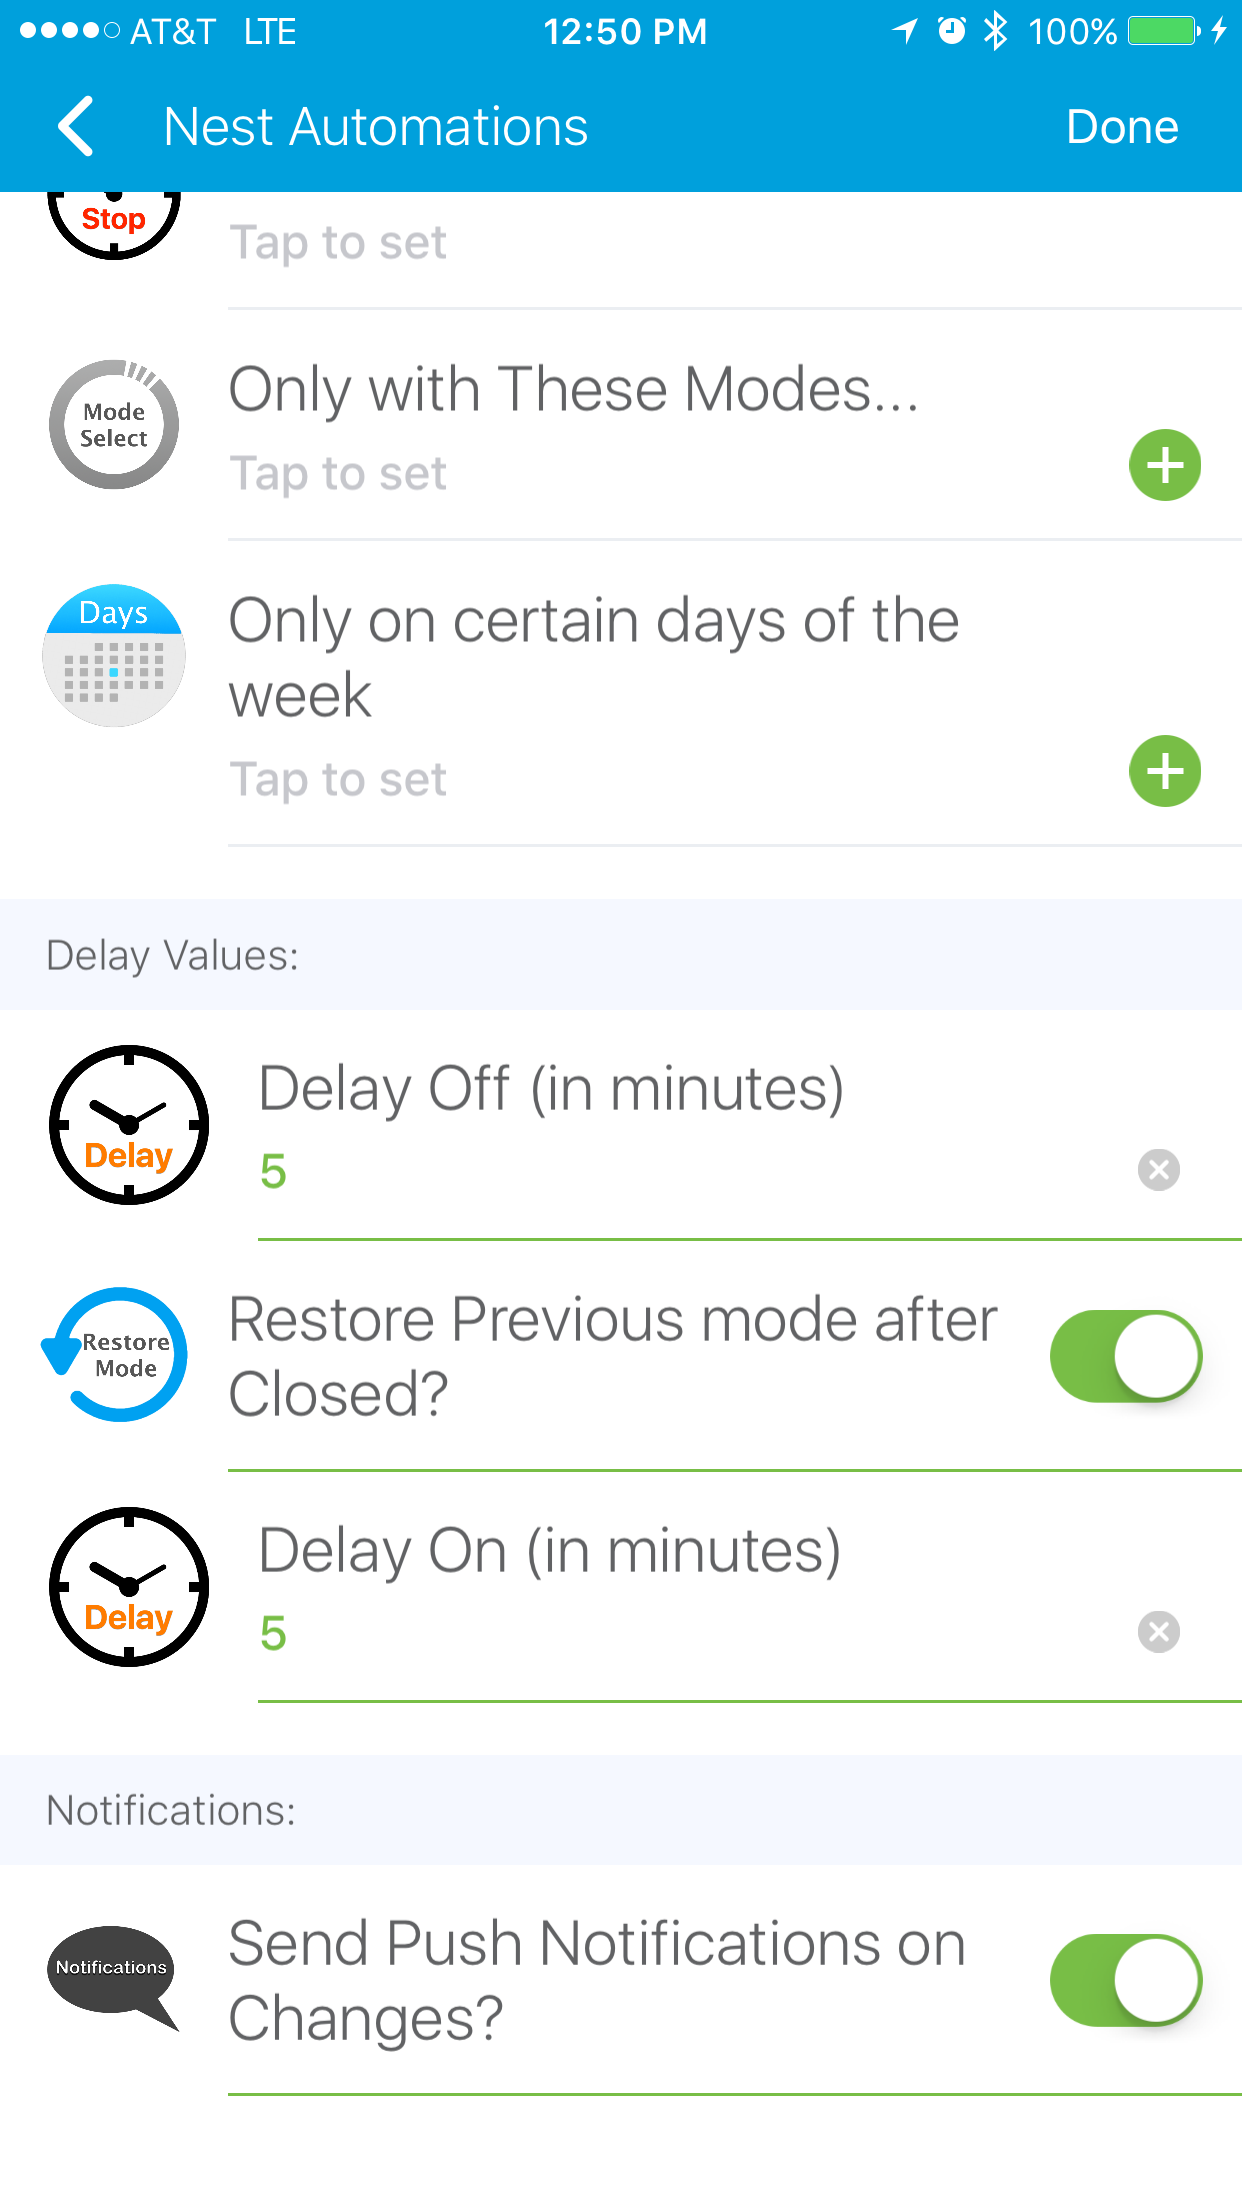 AT&T LTE 12:50 PM 100%
Nest Automations Done
Stop
Tap to set
Mode
Select
Only with These Modes...
Tap to set
Days
Only on certain days of the
week
Tap to set
Delay Values:
Delay
Delay Off (in minutes)
5
Restore
Mode
Restore Previous mode after
Closed?
Delay
Delay On (in minutes)
5
Notifications:
Notifications
Send Push Notifications on
Changes?